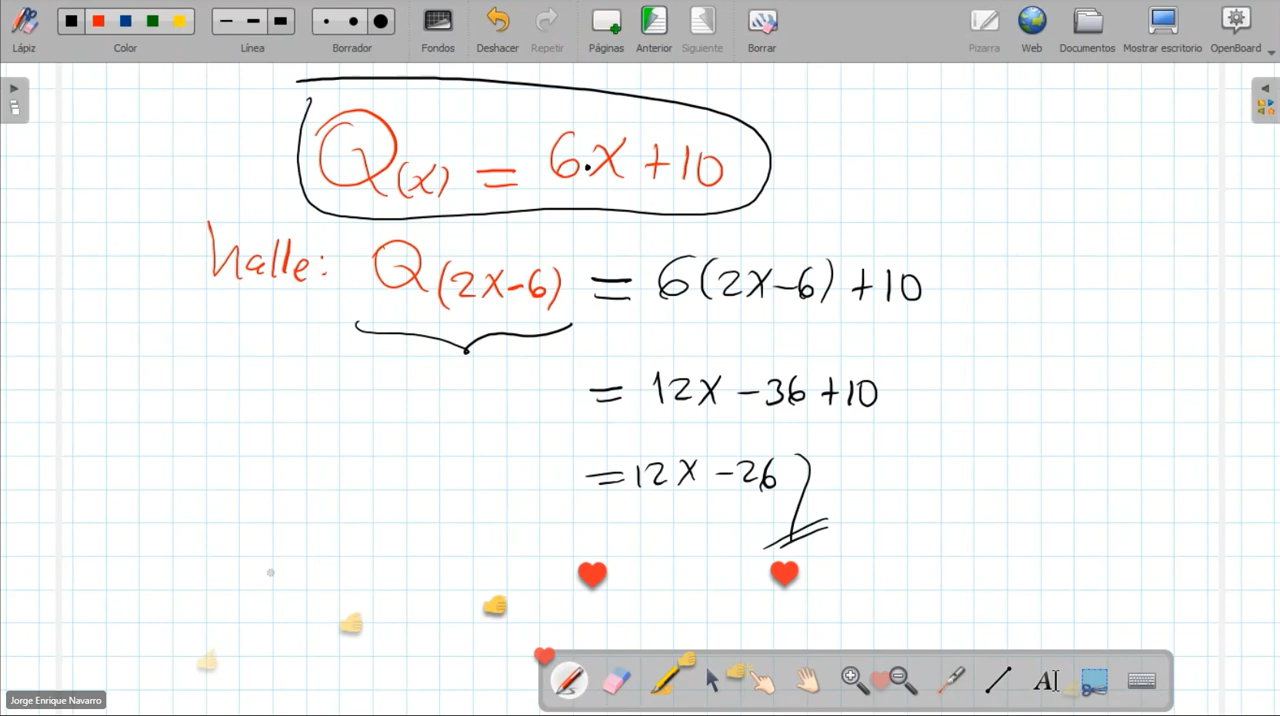 Lápiz Color Línea Borrador Fondos Deshacer Repetir Páginas Anterior Siguiente Borrar Pizarra Web Documentos Mostrar escritorio OpenBoard
Q(x) = 6·x + 10
halle: Q(2x-6) = 6(2x-6) + 10
= 12x - 36 + 10
= 12x - 26
AI
Jorge Enrique Navarro